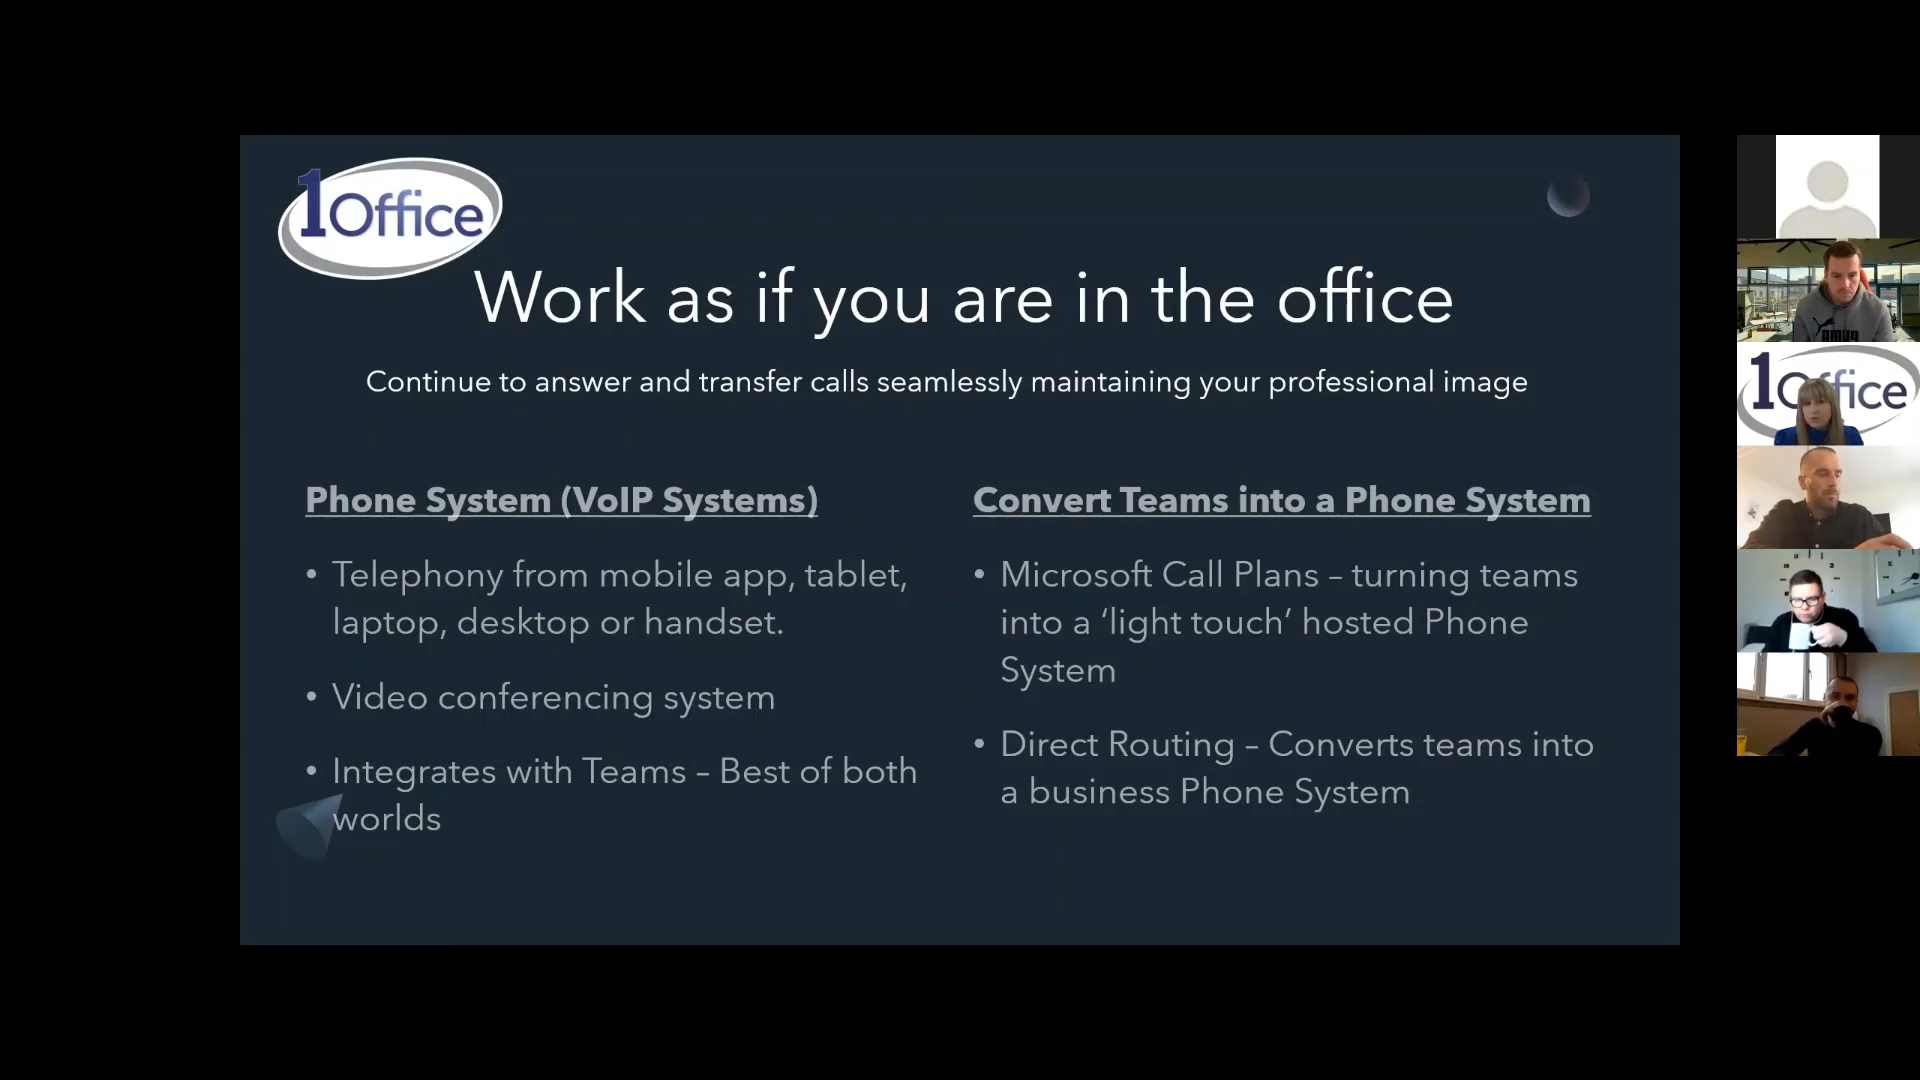 1Office
Work as if you are in the office
Continue to answer and transfer calls seamlessly maintaining your professional image
Phone System (VoIP Systems)
• Telephony from mobile app, tablet,
laptop, desktop or handset.
• Video conferencing system
• Integrates with Teams – Best of both
worlds
Convert Teams into a Phone System
• Microsoft Call Plans – turning teams
into a ‘light touch’ hosted Phone
System
• Direct Routing – Converts teams into
a business Phone System
1Office